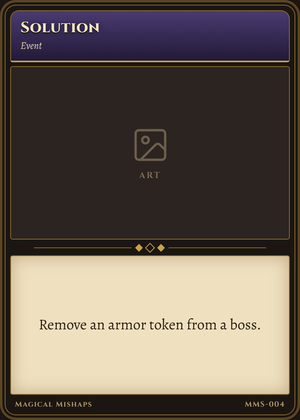 Solution
Event
ART
Remove an armor token from a boss.
Magical Mishaps MMS-004